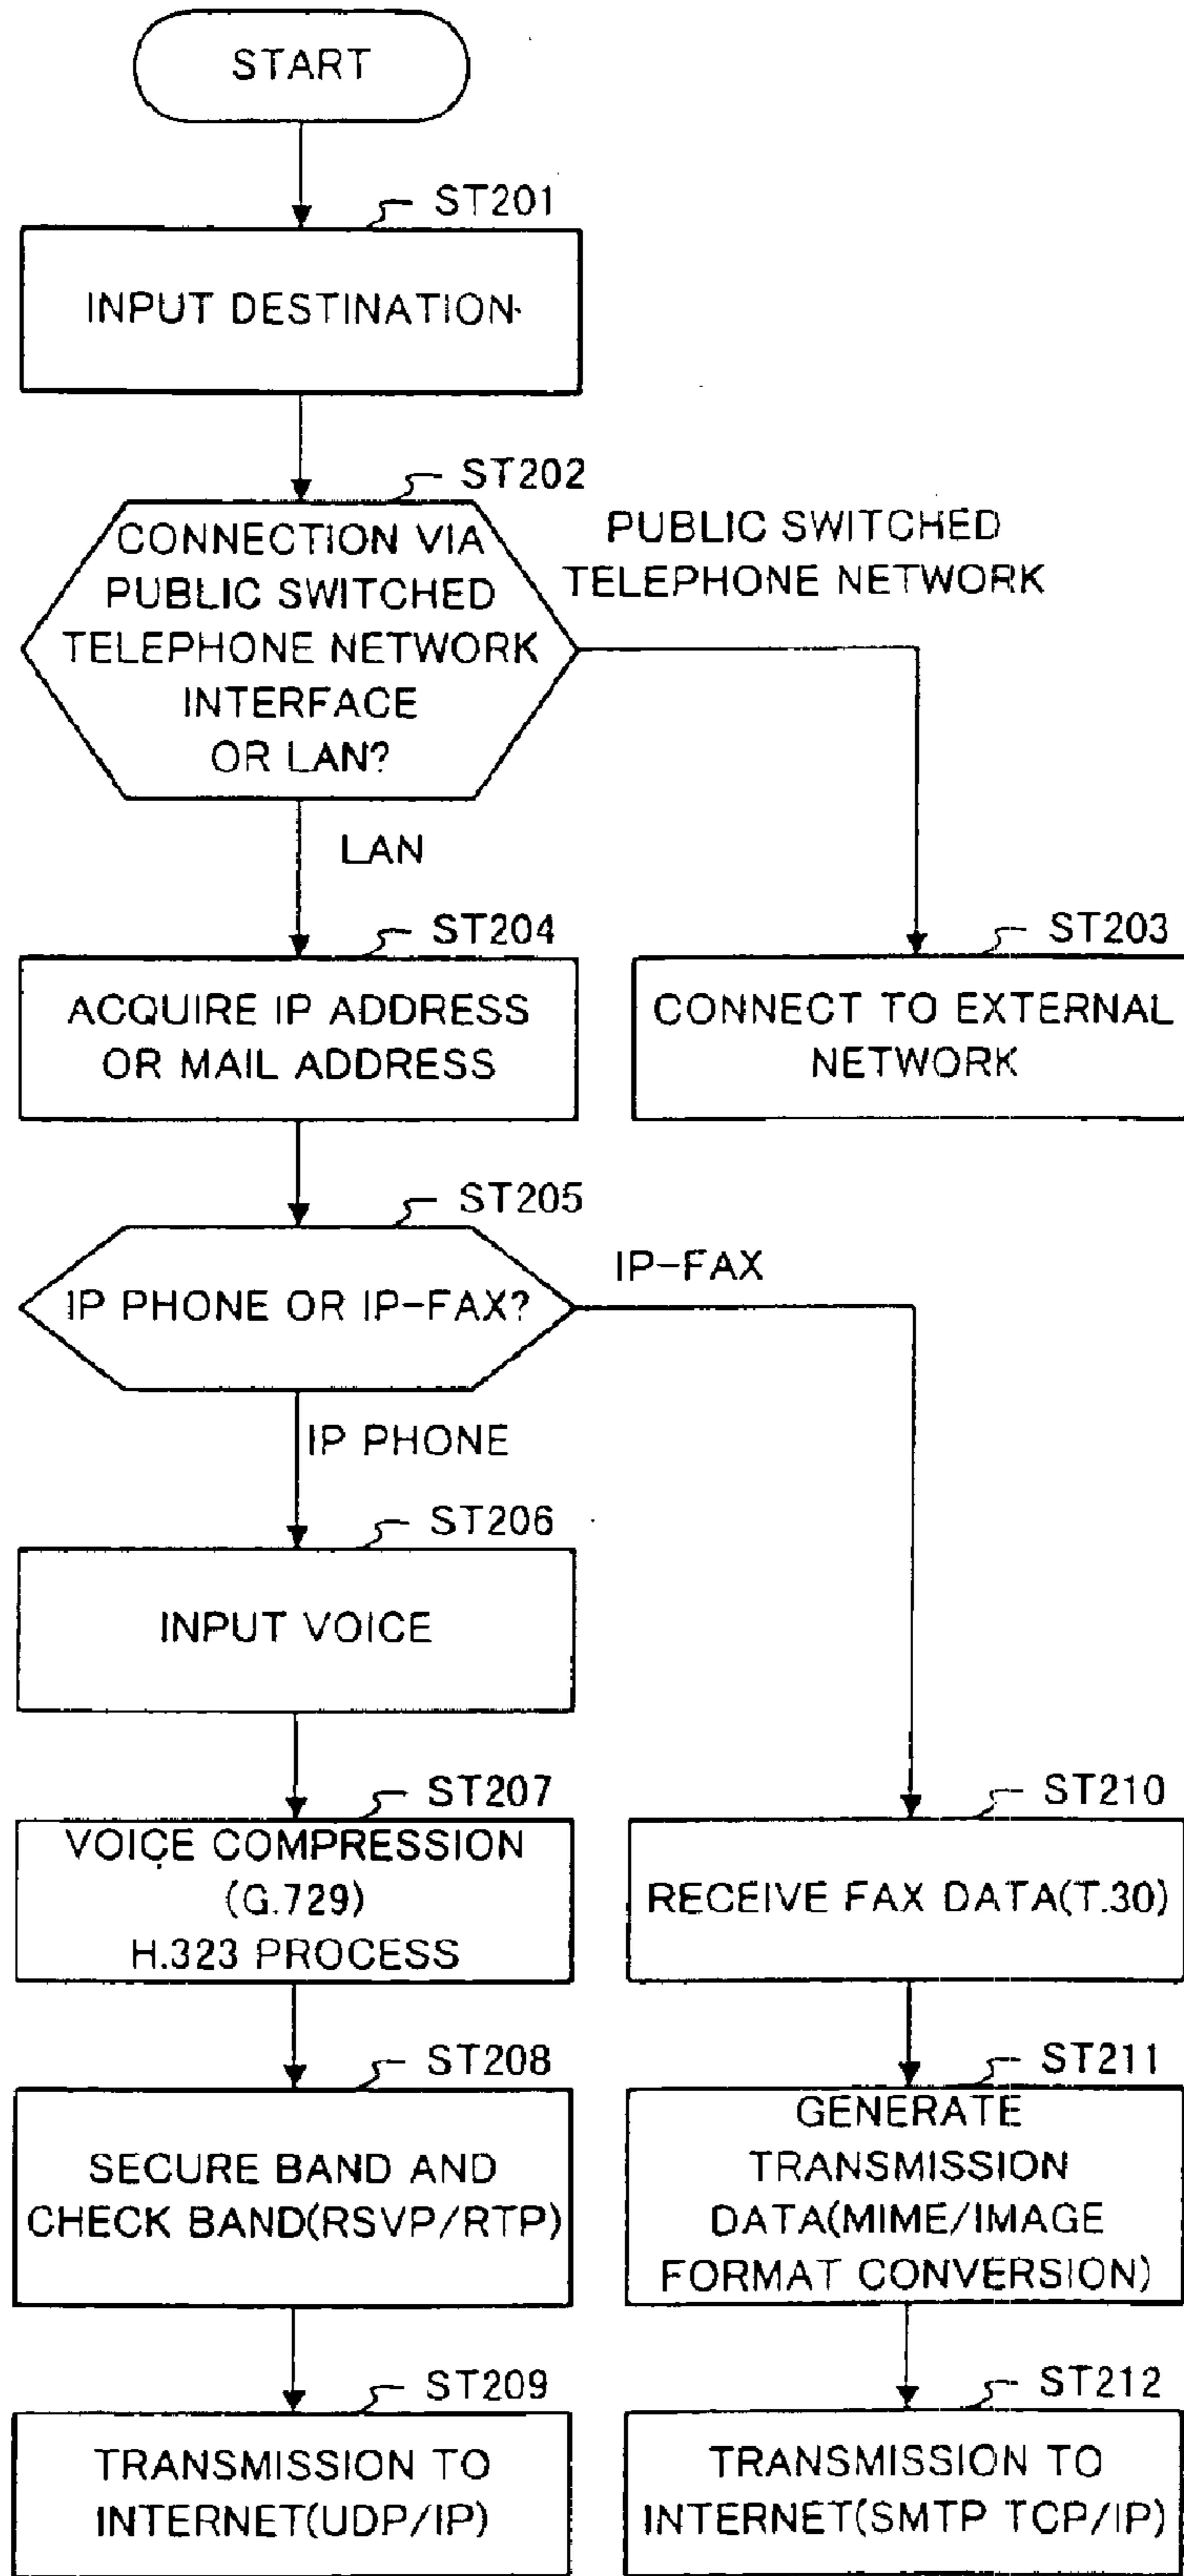 START
ST201
INPUT DESTINATION
ST202
CONNECTION VIA
PUBLIC SWITCHED
TELEPHONE NETWORK
INTERFACE
OR LAN?
PUBLIC SWITCHED
TELEPHONE NETWORK
LAN
ST204
ACQUIRE IP ADDRESS
OR MAIL ADDRESS
ST203
CONNECT TO EXTERNAL
NETWORK
ST205
IP PHONE OR IP-FAX?
IP-FAX
IP PHONE
ST206
INPUT VOICE
ST207
VOICE COMPRESSION
(G.729)
H.323 PROCESS
ST208
SECURE BAND AND
CHECK BAND(RSVP/RTP)
ST209
TRANSMISSION TO
INTERNET(UDP/IP)
ST210
RECEIVE FAX DATA(T.30)
ST211
GENERATE
TRANSMISSION
DATA(MIME/IMAGE
FORMAT CONVERSION)
ST212
TRANSMISSION TO
INTERNET(SMTP TCP/IP)